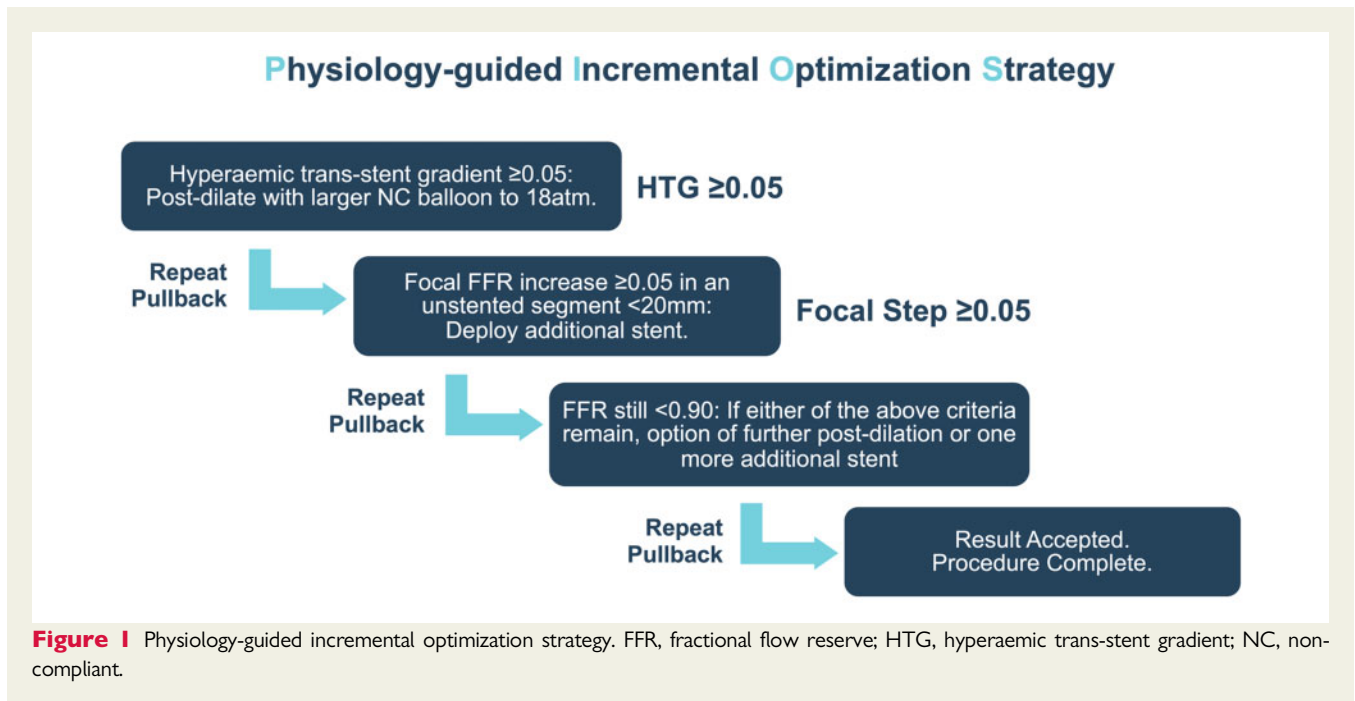 Physiology-guided Incremental Optimization Strategy
Hyperaemic trans-stent gradient ≥0.05:
Post-dilate with larger NC balloon to 18atm.
HTG ≥0.05
Repeat
Pullback
Focal FFR increase ≥0.05 in an
unstented segment <20mm:
Deploy additional stent.
Focal Step ≥0.05
Repeat
Pullback
FFR still <0.90: If either of the above criteria
remain, option of further post-dilation or one
more additional stent
Repeat
Pullback
Result Accepted.
Procedure Complete.
Figure 1 Physiology-guided incremental optimization strategy. FFR, fractional flow reserve; HTG, hyperaemic trans-stent gradient; NC, non-
compliant.